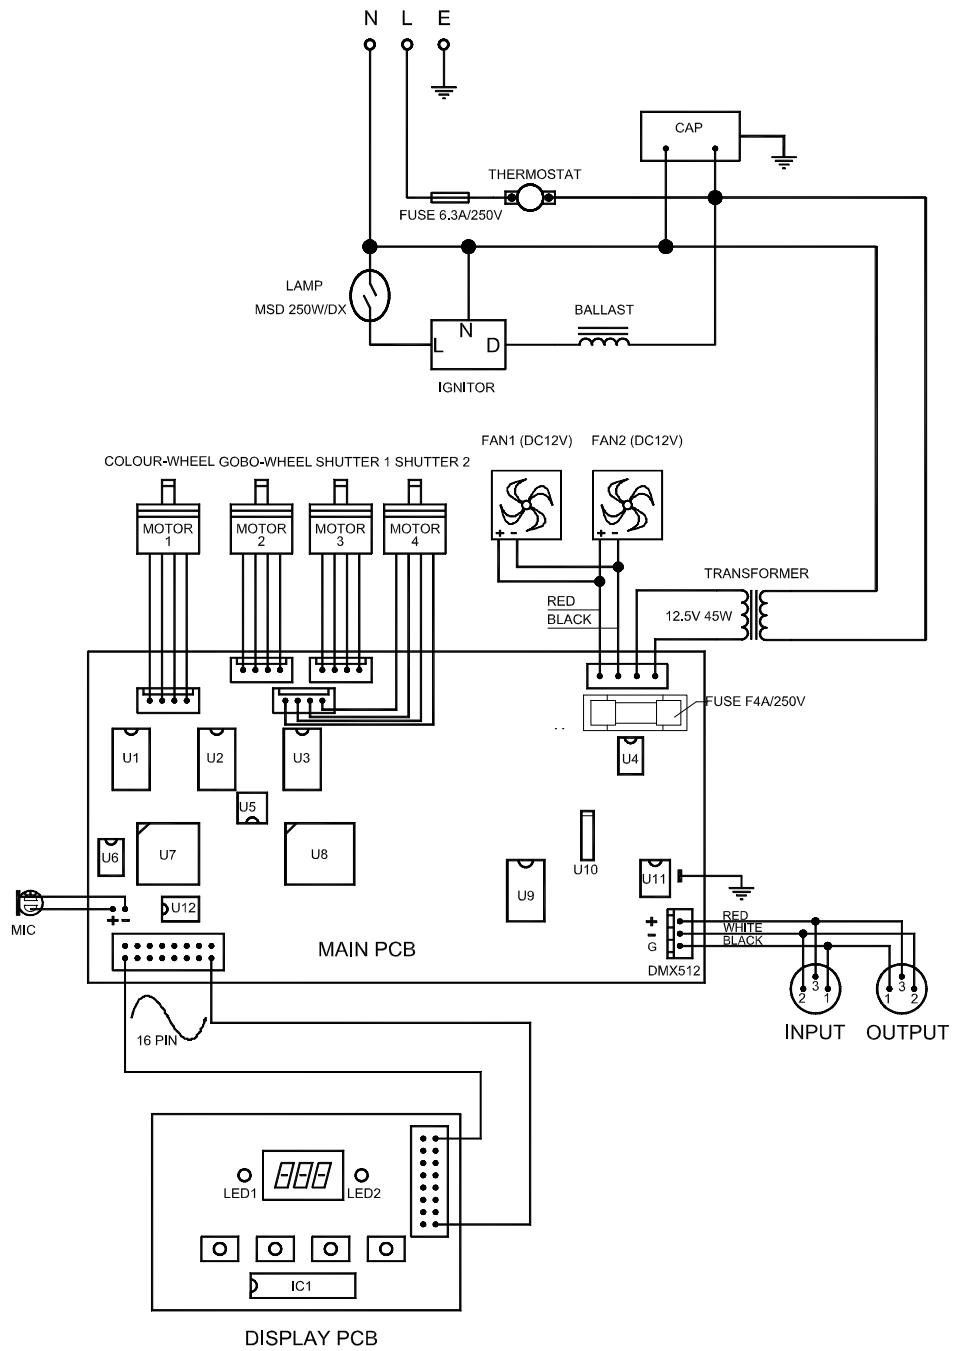 N L E
CAP
THERMOSTAT
FUSE 6.3A/250V
LAMP
MSD 250W/DX
BALLAST
L N D
IGNITOR
FAN1 (DC12V) FAN2 (DC12V)
COLOUR-WHEEL GOBO-WHEEL SHUTTER 1 SHUTTER 2
MOTOR 1
MOTOR 2
MOTOR 3
MOTOR 4
+ - + -
TRANSFORMER
RED
BLACK
12.5V 45W
FUSE F4A/250V
U1 U2 U3 U4
U5
U6 U7 U8 U10
U9 U11
U12
MIC
+ -
MAIN PCB
+ RED
- WHITE
G BLACK
DMX512
2 3 1
1 3 2
INPUT OUTPUT
16 PIN
LED1 888 LED2
IC1
DISPLAY PCB